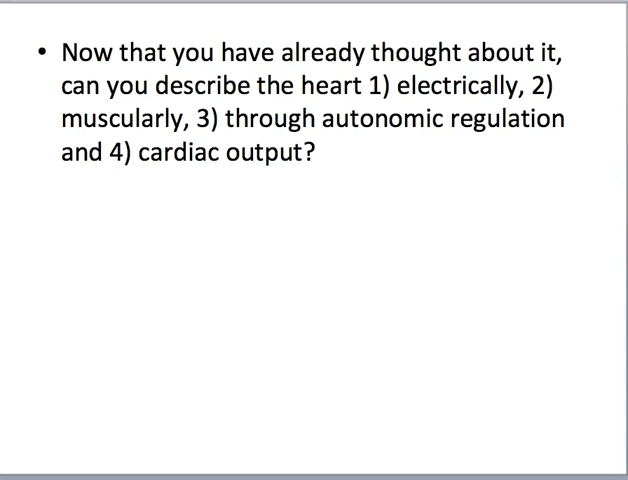 • Now that you have already thought about it,
can you describe the heart 1) electrically, 2)
muscularly, 3) through autonomic regulation
and 4) cardiac output?